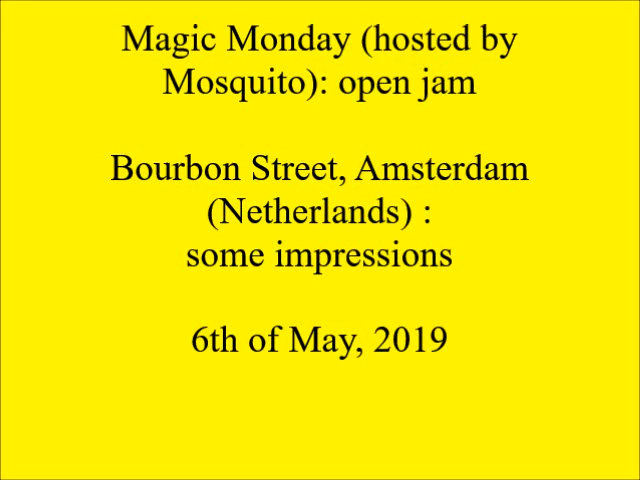 Magic Monday (hosted by
Mosquito): open jam
Bourbon Street, Amsterdam
(Netherlands) :
some impressions
6th of May, 2019